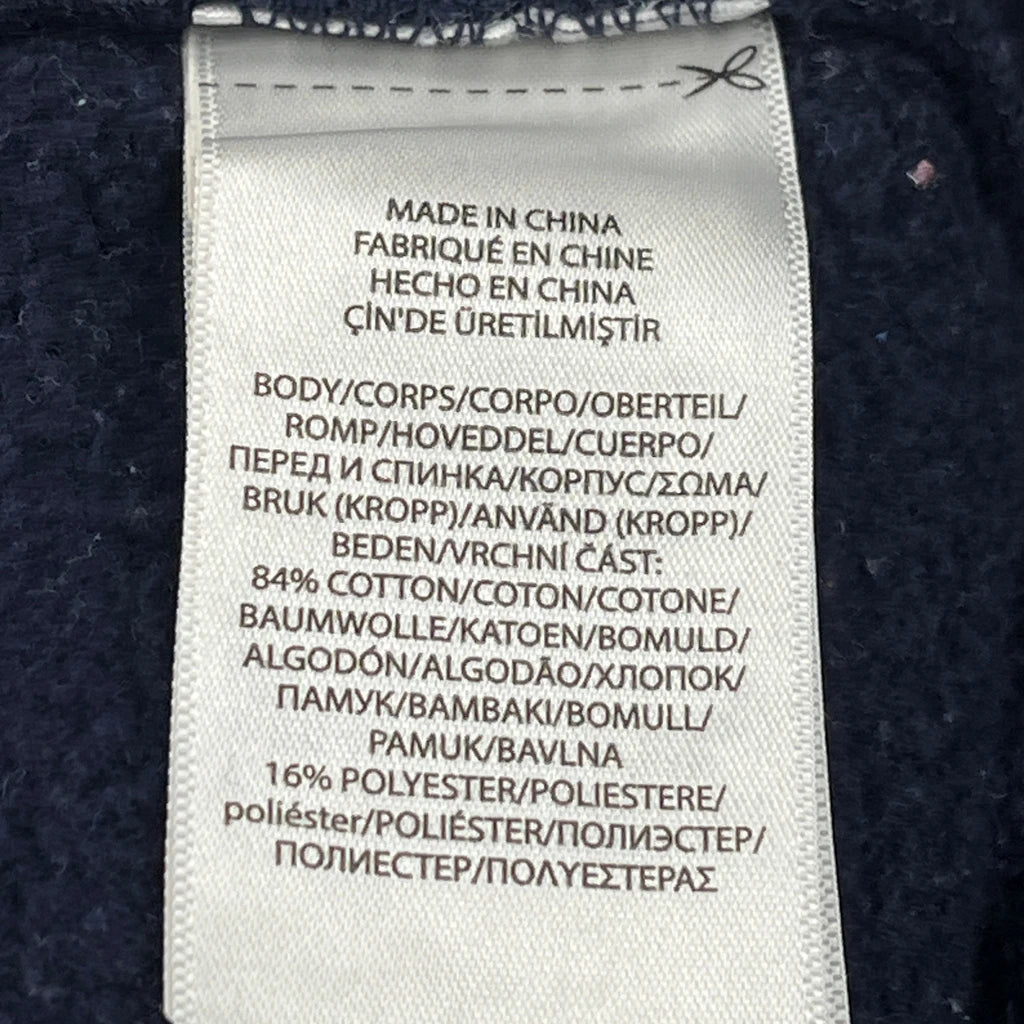 MADE IN CHINA
FABRIQUÉ EN CHINE
HECHO EN CHINA
ÇİN'DE ÜRETİLMİŞTİR
BODY/CORPS/CORPO/OBERTEIL/
ROMP/HOVEDDEL/CUERPO/
ПЕРЕД И СПИНКА/КОРПУС/ΣΩΜΑ/
BRUK (KROPP)/ANVÄND (KROPP)/
BEDEN/VRCHNÍ ČÁST:
84% COTTON/COTON/COTONE/
BAUMWOLLE/KATOEN/BOMULD/
ALGODÓN/ALGODÃO/ХЛОПОК/
ПАМУК/BAMBAKI/BOMULL/
PAMUK/BAVLNA
16% POLYESTER/POLIESTERE/
poliéster/POLIÉSTER/ПОЛИЭСТЕР/
ПОЛИЕСТЕР/ΠΟΛΥΕΣΤΕΡΑΣ